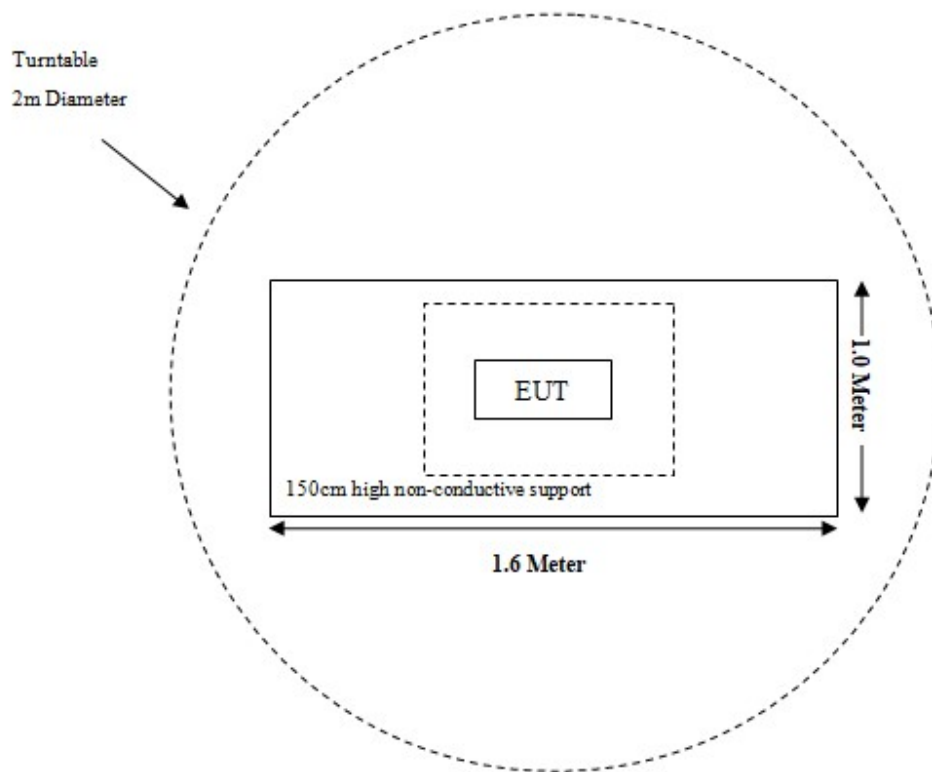 Turntable
2m Diameter
EUT
1.0 Meter
150cm high non-conductive support
1.6 Meter